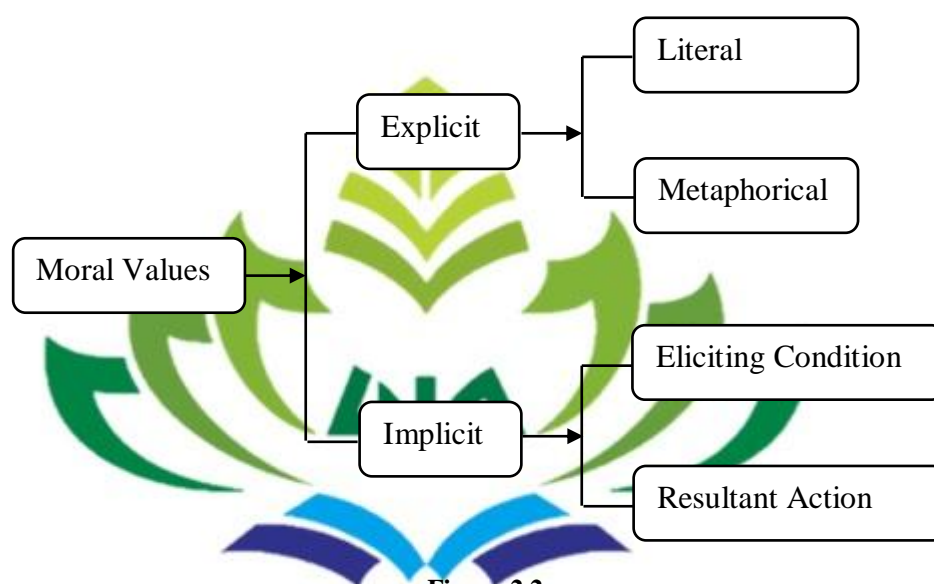 Literal
Explicit
Metaphorical
Moral Values
Eliciting Condition
Implicit
Resultant Action